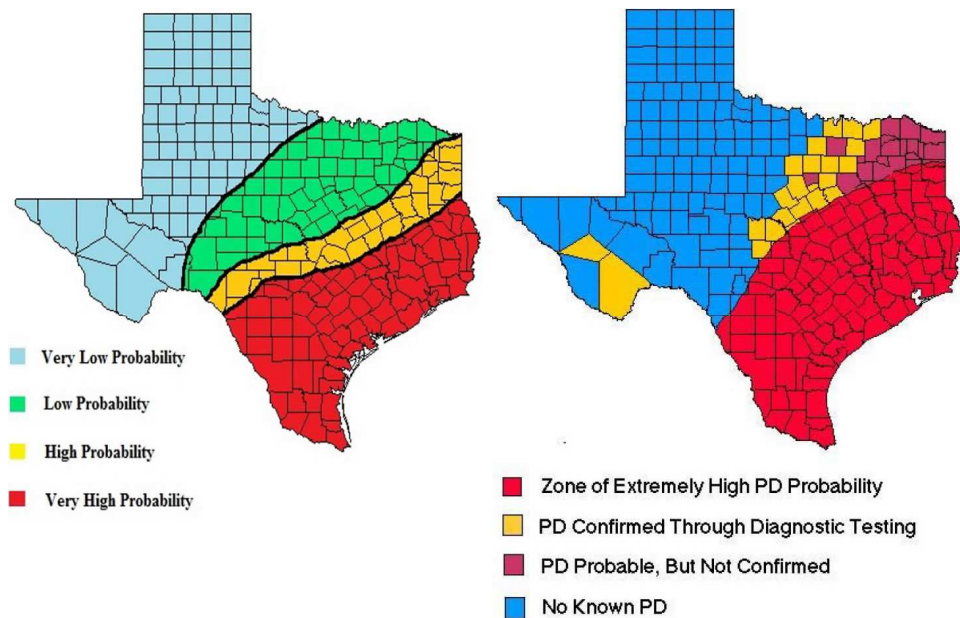 Very Low Probability
Low Probability
High Probability
Very High Probability
Zone of Extremely High PD Probability
PD Confirmed Through Diagnostic Testing
PD Probable, But Not Confirmed
No Known PD